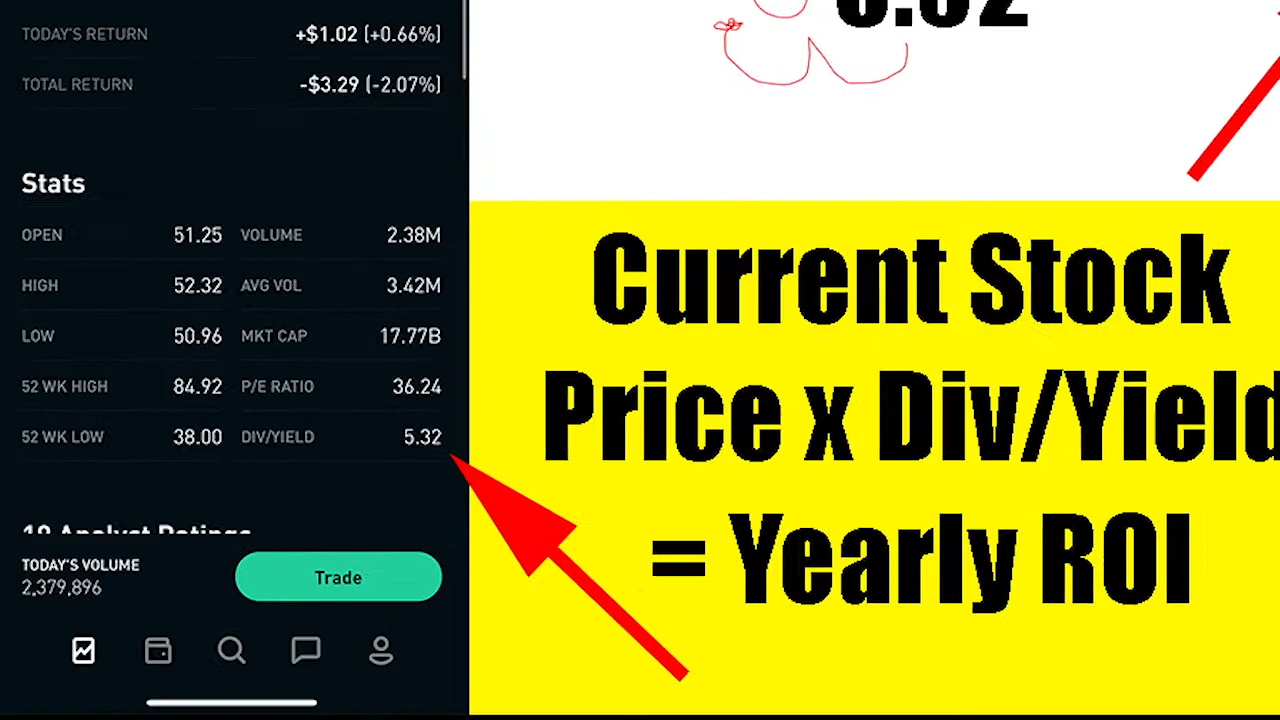 TODAY'S RETURN +$1.02 (+0.66%)
TOTAL RETURN -$3.29 (-2.07%)
Stats
OPEN 51.25 VOLUME 2.38M
HIGH 52.32 AVG VOL 3.42M
LOW 50.96 MKT CAP 17.77B
52 WK HIGH 84.92 P/E RATIO 36.24
52 WK LOW 38.00 DIV/YIELD 5.32
Analyst Ratings
TODAY'S VOLUME
2,379,896
Trade
Current Stock
Price x Div/Yield
= Yearly ROI